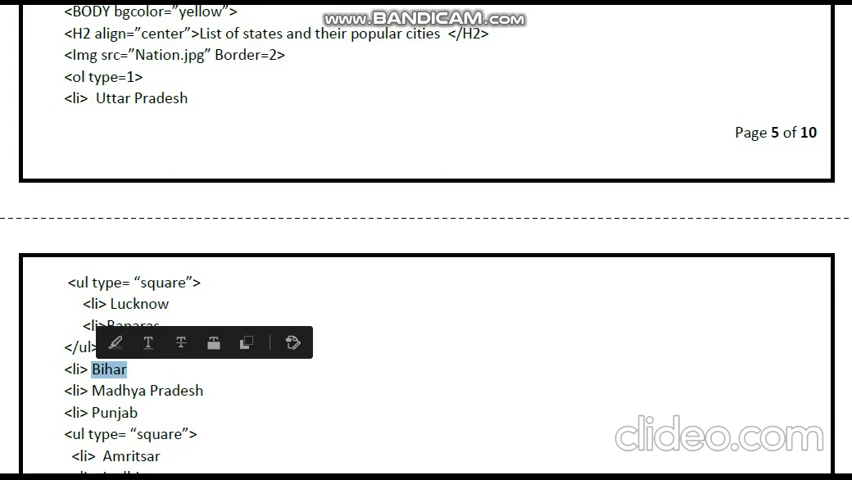 www.BANDICAM.com
<BODY bgcolor=”yellow”>
<H2 align=”center”>List of states and their popular cities </H2>
<Img src=”Nation.jpg” Border=2>
<ol type=1>
<li> Uttar Pradesh
Page 5 of 10
<ul type= “square”>
<li> Lucknow
<li>Banaras
</ul>
<li> Bihar
<li> Madhya Pradesh
<li> Punjab
<ul type= “square”>
<li> Amritsar
clideo.com